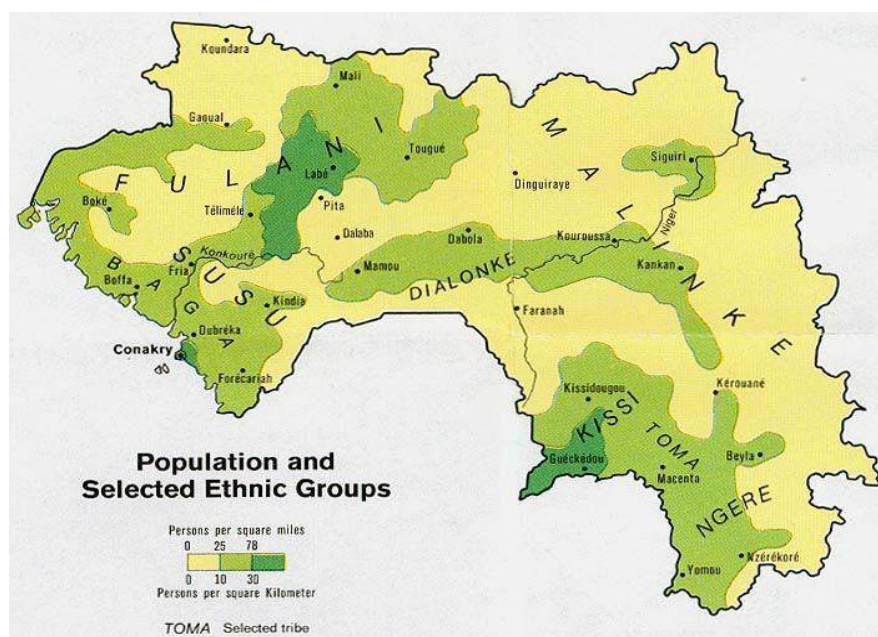 Koundara
Mali
Gaoual
FULANI
MALINKE
Tougué
Siguiri
Labé
Dinguiraye
Boké
Pita
Télimélé
Niger
Dalaba
Dabola
Kouroussa
Konkouré
SUSU
Fria
Mamou
DIALONKE
Kankan
BAGA
Boffa
Kindia
Faranah
Dubréka
Conakry
Forécariah
Kérouané
Kissidougou
KISSI
TOMA
Guéckédou
Macenta
Beyla
NGERE
Nzérékoré
Yomou
Population and
Selected Ethnic Groups
Persons per square miles
0 25 78
0 10 30
Persons per square Kilometer
TOMA Selected tribe